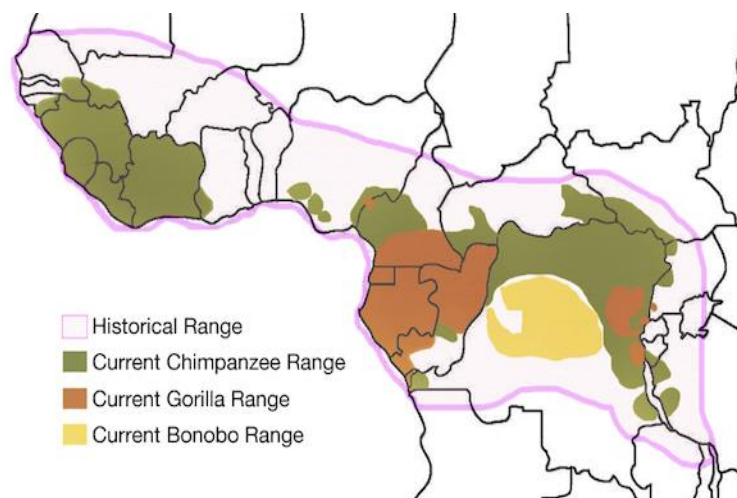 Historical Range
Current Chimpanzee Range
Current Gorilla Range
Current Bonobo Range